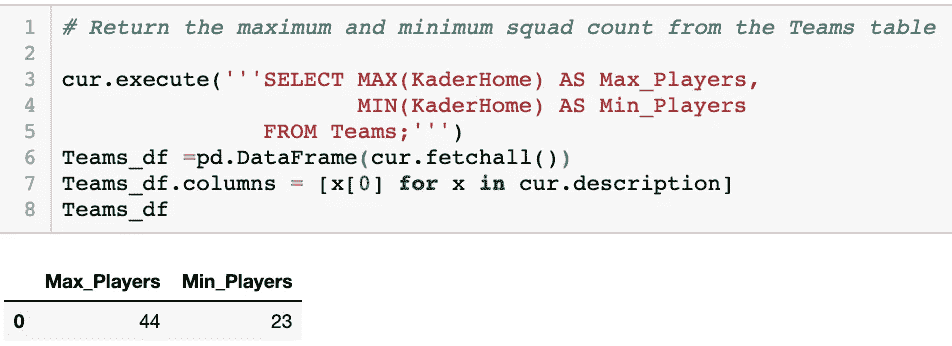 1 # Return the maximum and minimum squad count from the Teams table
2
3 cur.execute('''SELECT MAX(KaderHome) AS Max_Players,
4 MIN(KaderHome) AS Min_Players
5 FROM Teams;''')
6 Teams_df =pd.DataFrame(cur.fetchall())
7 Teams_df.columns = [x[0] for x in cur.description]
8 Teams_df
Max_Players Min_Players
0 44 23